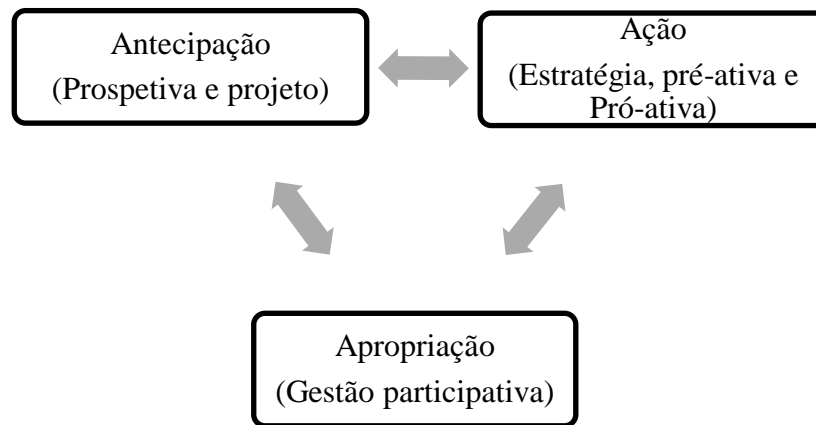 Antecipação
(Prospetiva e projeto)
Ação
(Estratégia, pré-ativa e
Pró-ativa)
Apropriação
(Gestão participativa)